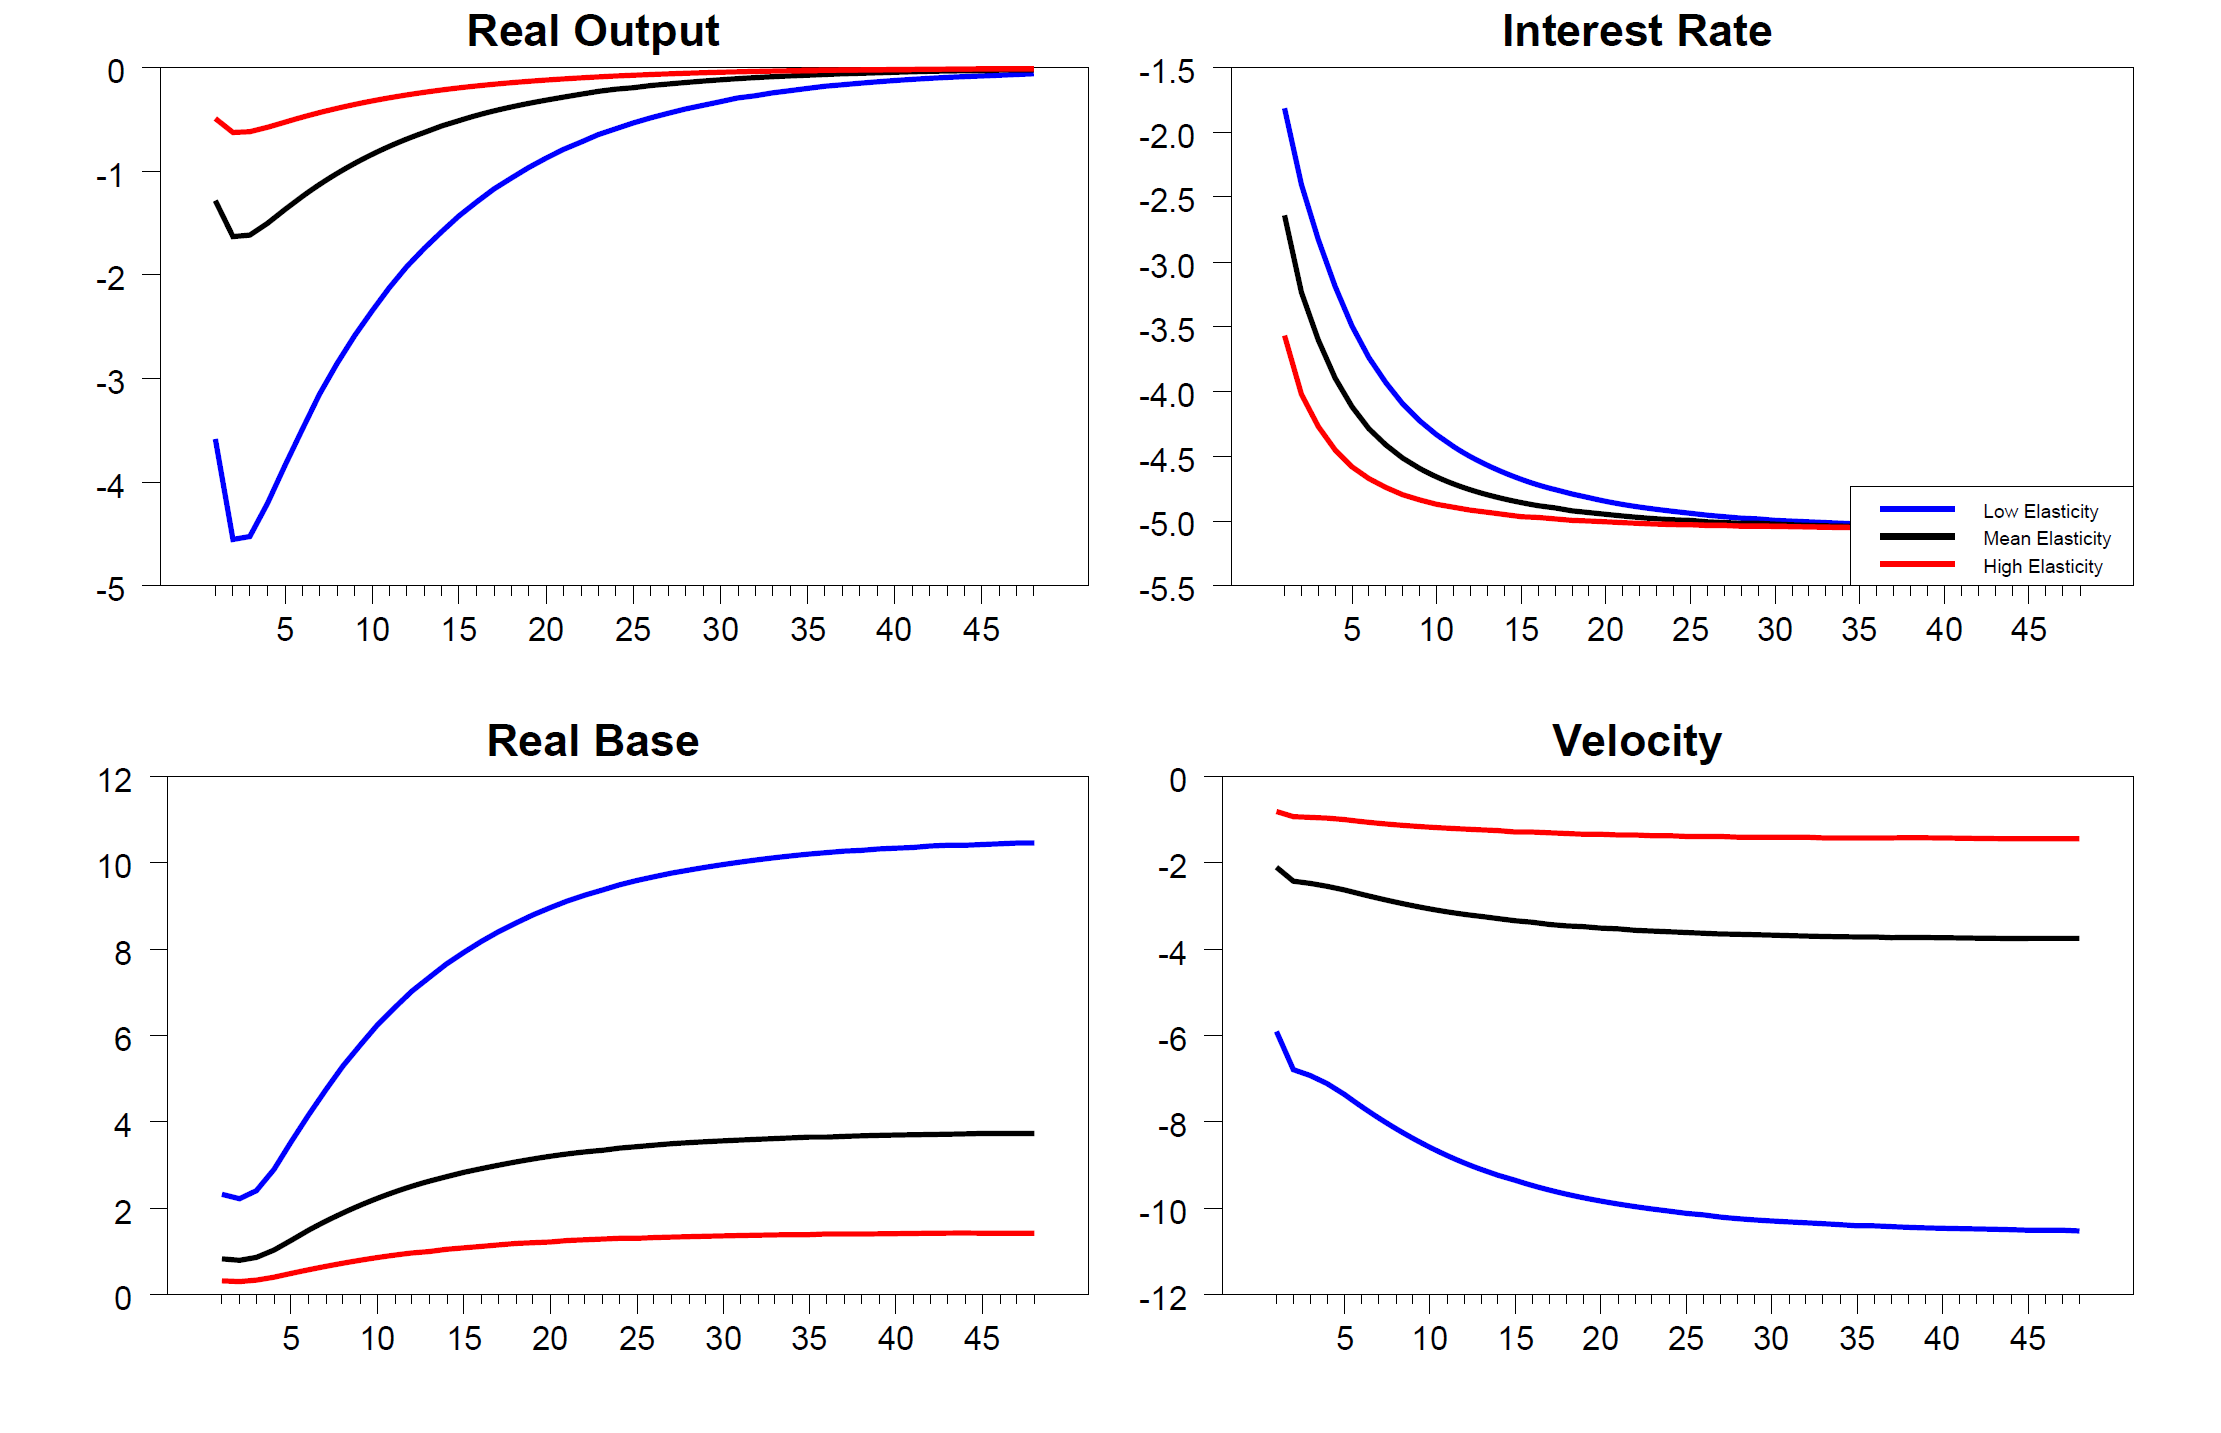 Real Output
0
-1
-2
-3
-4
-5
5 10 15 20 25 30 35 40 45
Interest Rate
-1.5
-2.0
-2.5
-3.0
-3.5
-4.0
-4.5
-5.0
-5.5
Low Elasticity
Mean Elasticity
High Elasticity
5 10 15 20 25 30 35 40 45
Real Base
12
10
8
6
4
2
0
5 10 15 20 25 30 35 40 45
Velocity
0
-2
-4
-6
-8
-10
-12
5 10 15 20 25 30 35 40 45